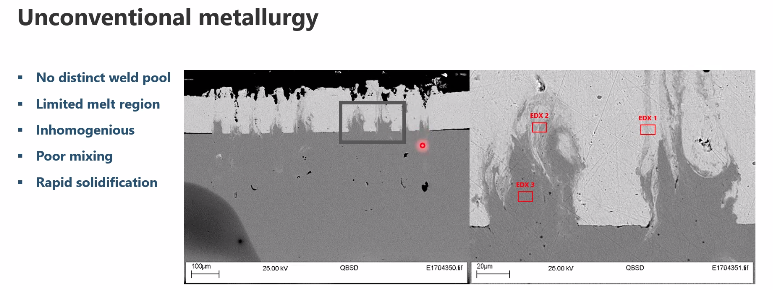 Unconventional metallurgy
▪ No distinct weld pool
▪ Limited melt region
▪ Inhomogenious
▪ Poor mixing
▪ Rapid solidification
EDX 2
EDX 1
EDX 3
100μm 25.00 kV QBSD E1704350.tif
20μm 25.00 kV QBSD E1704351.tif